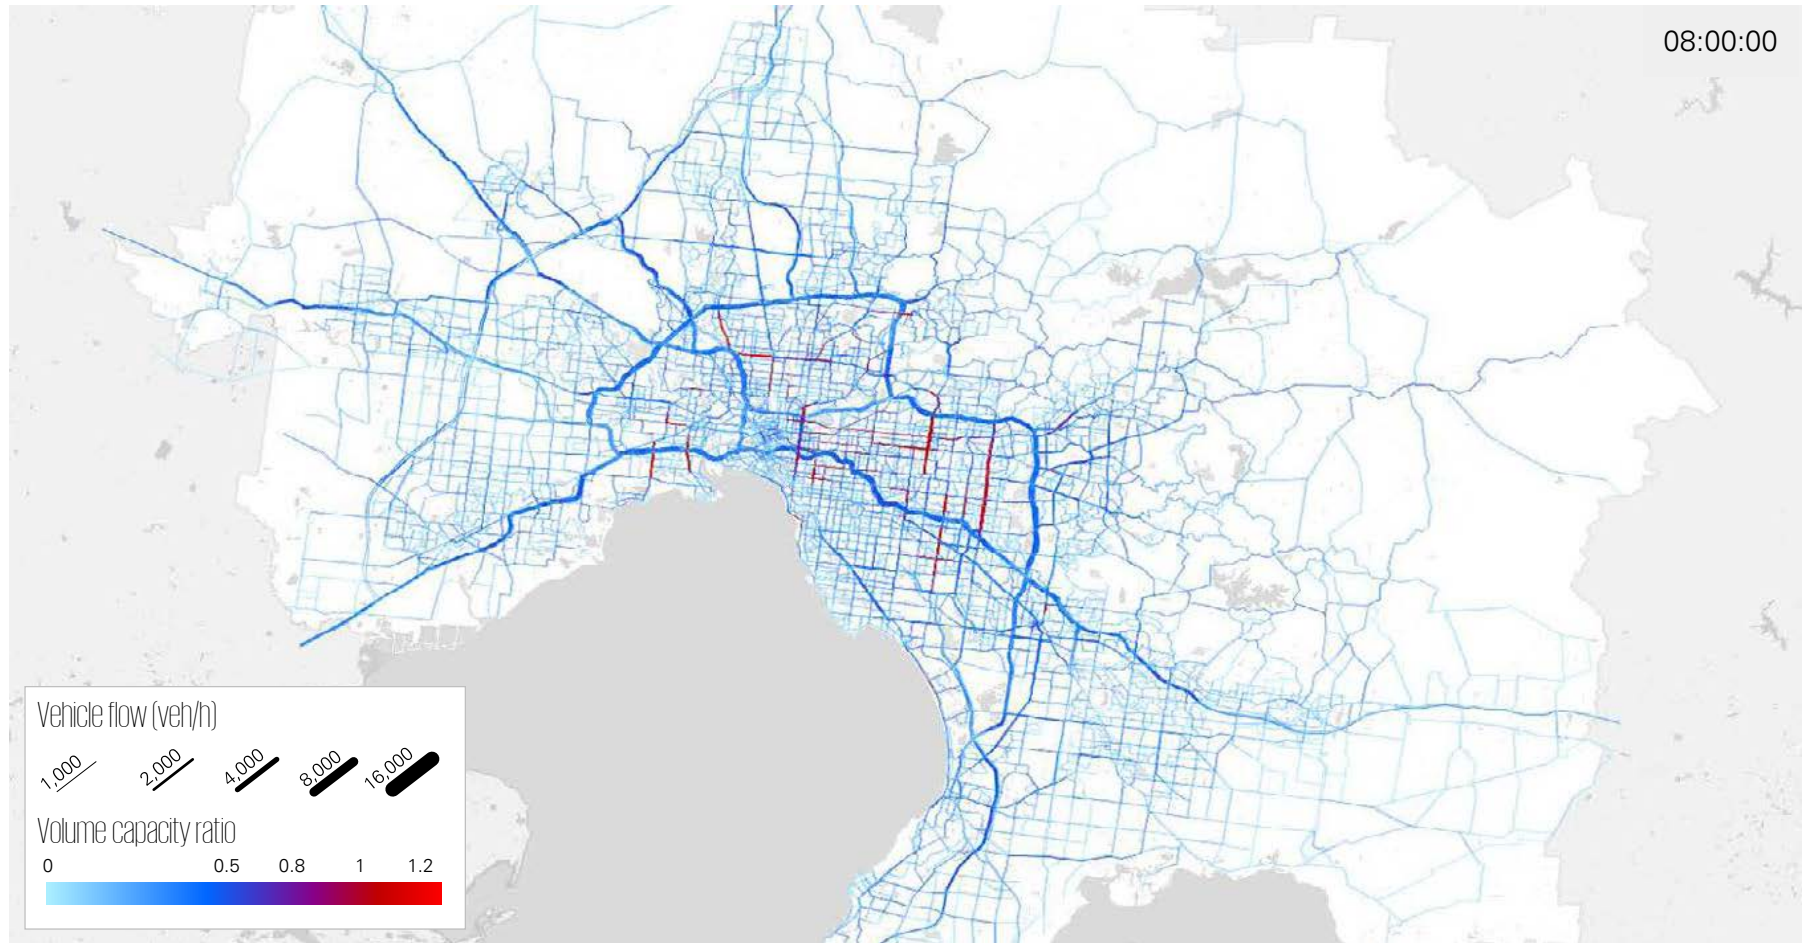 08:00:00
Vehicle flow (veh/h)
1,000 2,000 4,000 8,000 16,000
Volume capacity ratio
0 0.5 0.8 1 1.2